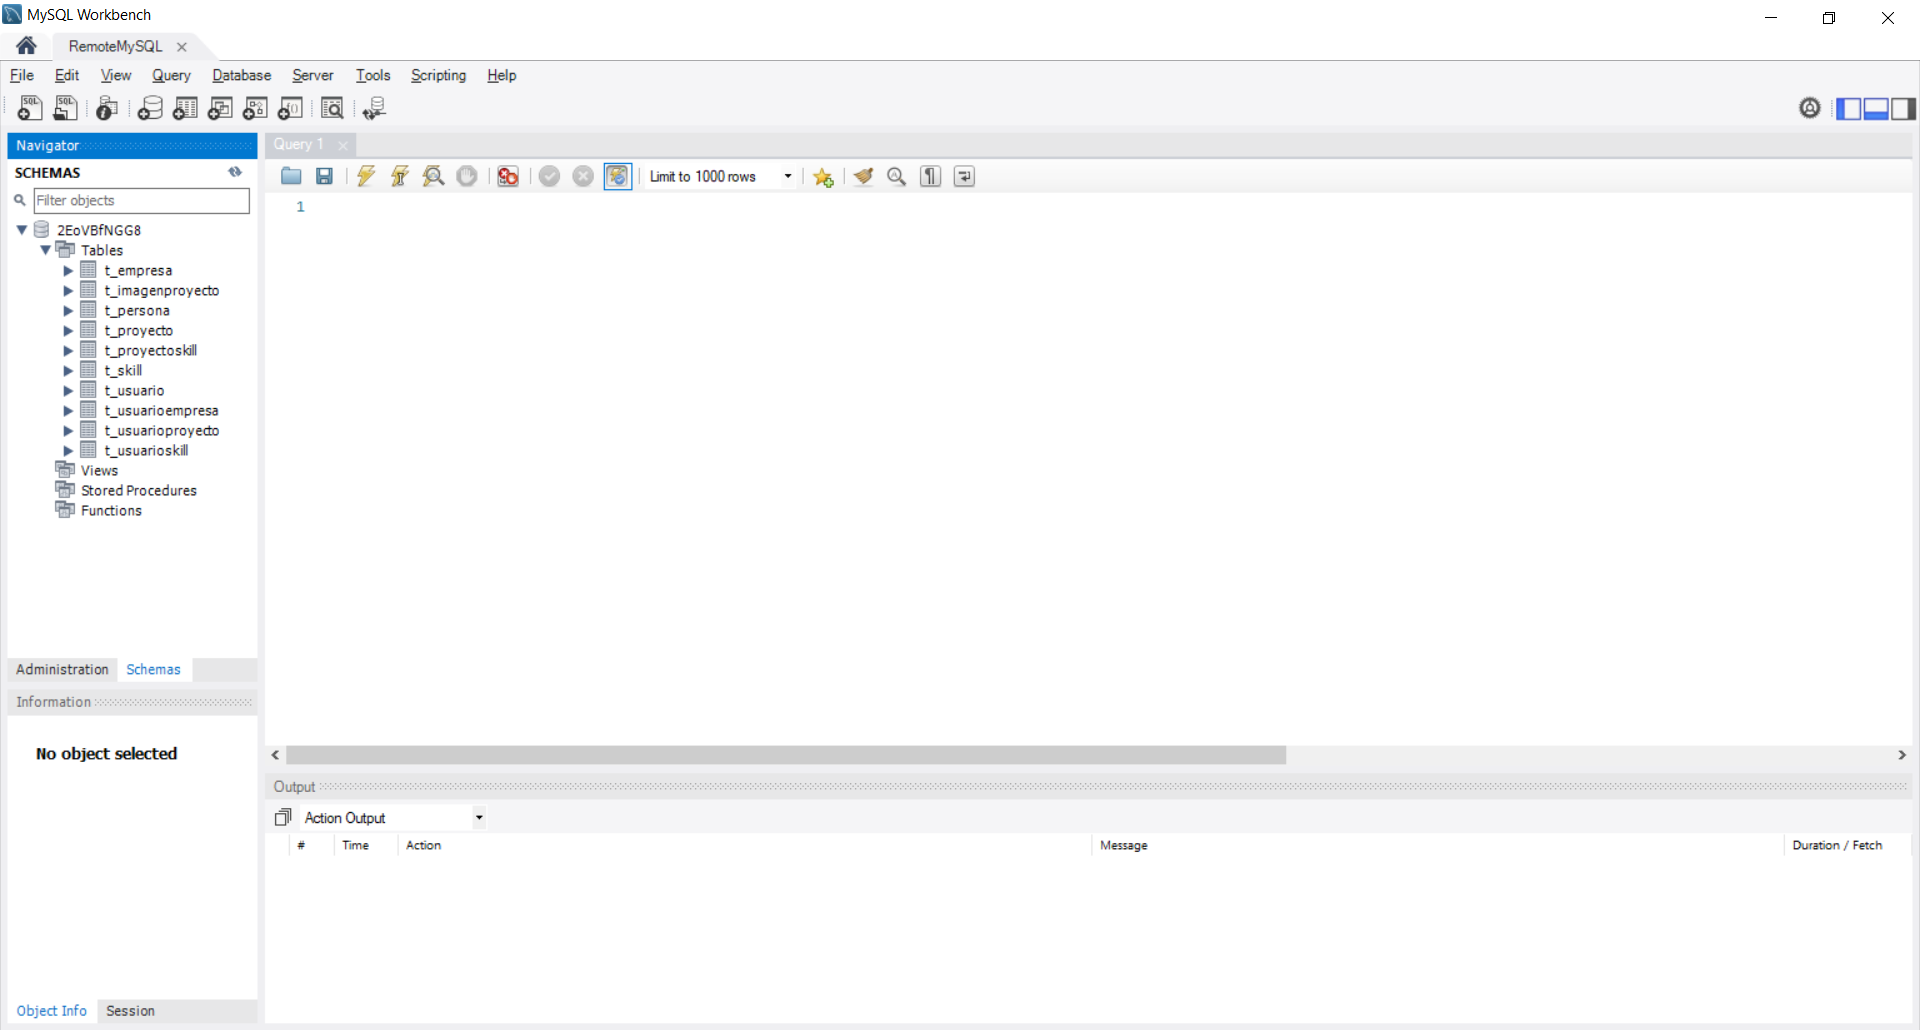 MySQL Workbench
RemoteMySQL
File Edit View Query Database Server Tools Scripting Help
Navigator
SCHEMAS
Filter objects
2EoVBfNGG8
Tables
t_empresa
t_imagenproyecto
t_persona
t_proyecto
t_proyectoskill
t_skill
t_usuario
t_usuarioempresa
t_usuarioproyecto
t_usuarioskill
Views
Stored Procedures
Functions
Administration Schemas
Information
No object selected
Object Info Session
Query 1
Limit to 1000 rows
1
Output
Action Output
# Time Action Message Duration / Fetch